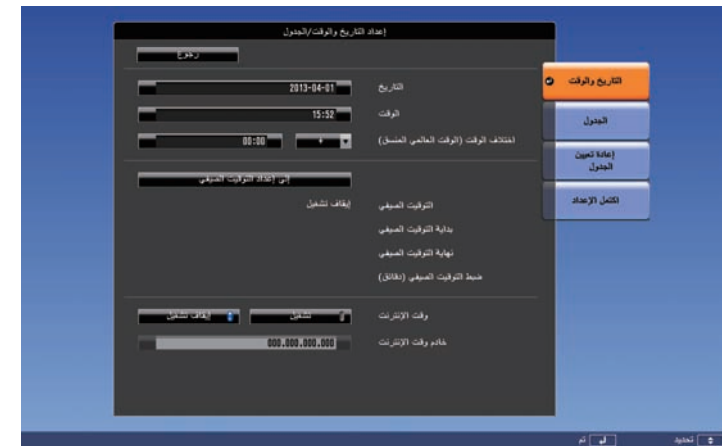 إعداد التاريخ والوقت/الجدول
رجوع
التاريخ 2013-04-01
الوقت 15:52
اختلاف الوقت (الوقت العالمي المنسق) + 00:00
إلى إعداد التوقيت الصيفي
التوقيت الصيفي إيقاف تشغيل
بداية التوقيت الصيفي
نهاية التوقيت الصيفي
ضبط التوقيت الصيفي (دقائق)
وقت الإنترنت تشغيل إيقاف تشغيل
خادم وقت الإنترنت 000.000.000.000
التاريخ والوقت
الجدول
إعادة تعيين
الجدول
اكتمل الإعداد
تحديد تم